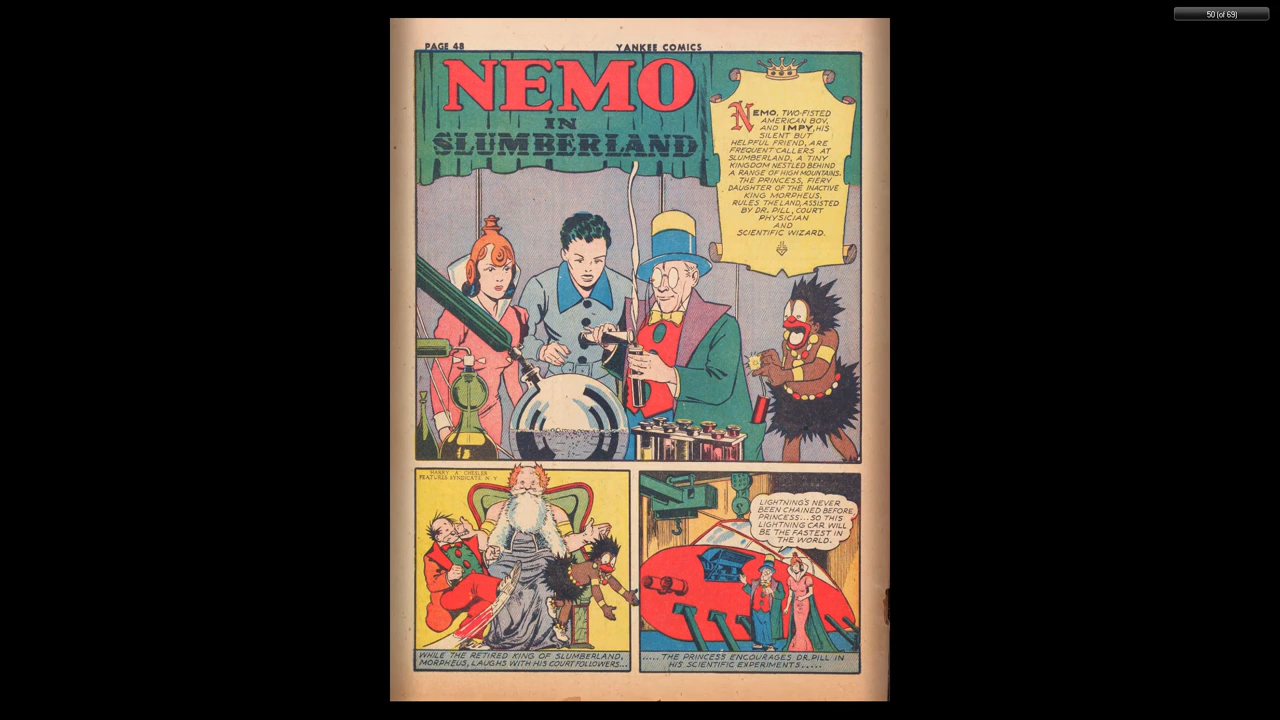 50 (of 69)
PAGE 48
YANKEE COMICS
NEMO
IN
SLUMBERLAND
NEMO, TWO-FISTED
AMERICAN BOY,
AND IMPY, HIS
SILENT BUT
HELPFUL FRIEND, ARE
FREQUENT CALLERS AT
SLUMBERLAND, A TINY
KINGDOM NESTLED BEHIND
A RANGE OF HIGH MOUNTAINS.
THE PRINCESS, FIERY
DAUGHTER OF THE INACTIVE
KING MORPHEUS,
RULES THE LAND, ASSISTED
BY DR. PILL, COURT
PHYSICIAN
AND
SCIENTIFIC WIZARD.
HARRY "A" CHESLER
FEATURES SYNDICATE, N.Y.
WHILE THE RETIRED KING OF SLUMBERLAND,
MORPHEUS, LAUGHS WITH HIS COURT FOLLOWERS...
LIGHTNING'S NEVER
BEEN CHAINED BEFORE,
PRINCESS...SO THIS
LIGHTNING CAR WILL
BE THE FASTEST IN
THE WORLD.
.....THE PRINCESS ENCOURAGES DR. PILL IN
HIS SCIENTIFIC EXPERIMENTS.....